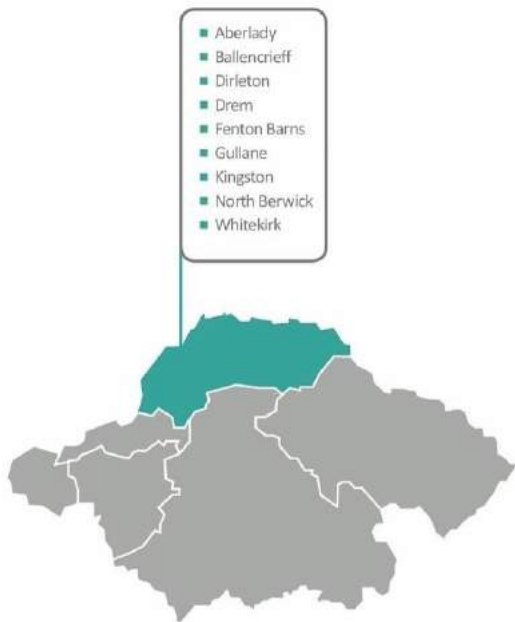 Aberlady
Ballencrieff
Dirleton
Drem
Fenton Barns
Gullane
Kingston
North Berwick
Whitekirk